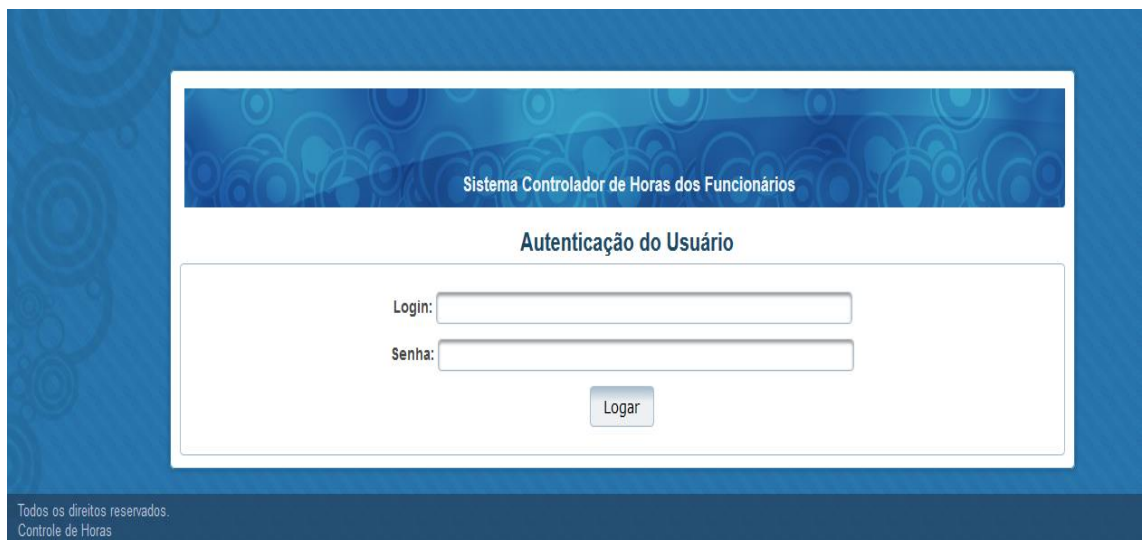 Sistema Controlador de Horas dos Funcionários
Autenticação do Usuário
Login:
Senha:
Logar
Todos os direitos reservados.
Controle de Horas